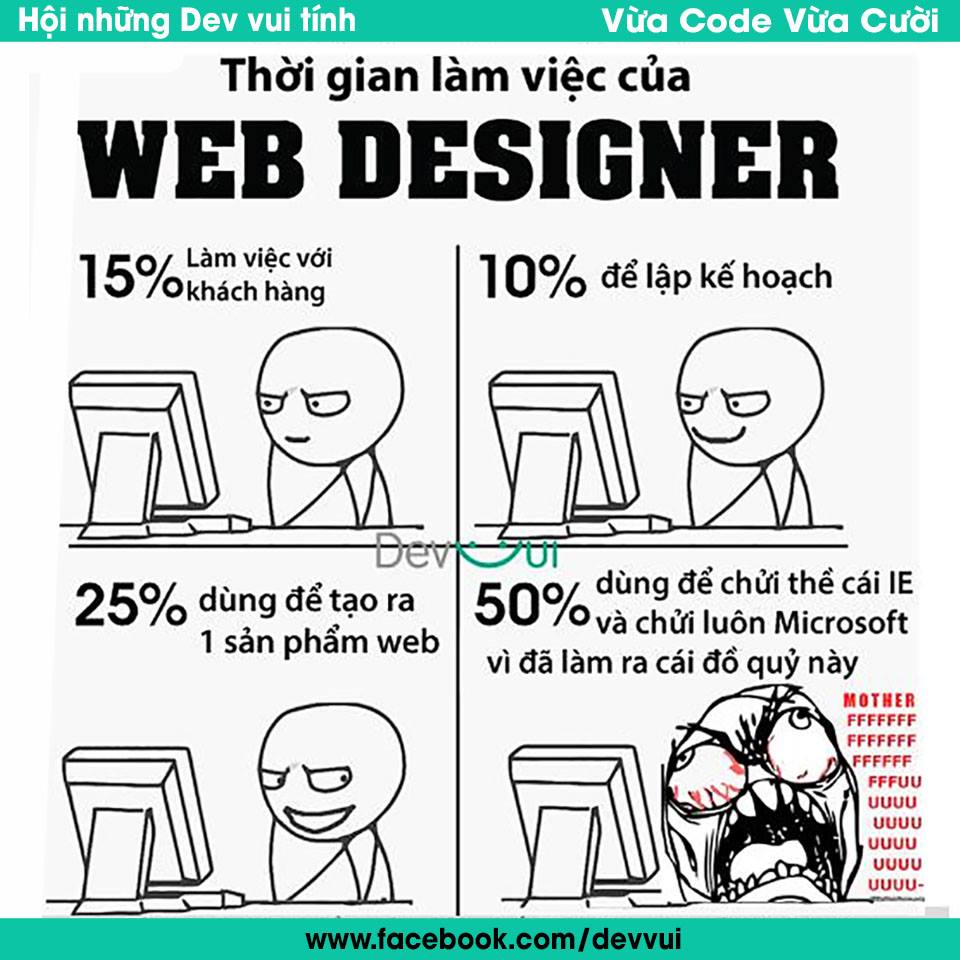 Hội những Dev vui tính
Vừa Code Vừa Cười
Thời gian làm việc của
WEB DESIGNER
15% Làm việc với
khách hàng
10% để lập kế hoạch
Dev ui
25% dùng để tạo ra
1 sản phẩm web
50% dùng để chửi thề cái IE
và chửi luôn Microsoft
vì đã làm ra cái đồ quỷ này
MOTHER
FFFFFFF
FFFFFFF
FFFFFF
FFFUU
UUUU
UUUU
UUUU
UUUU
UUUU-
www.facebook.com/devvui